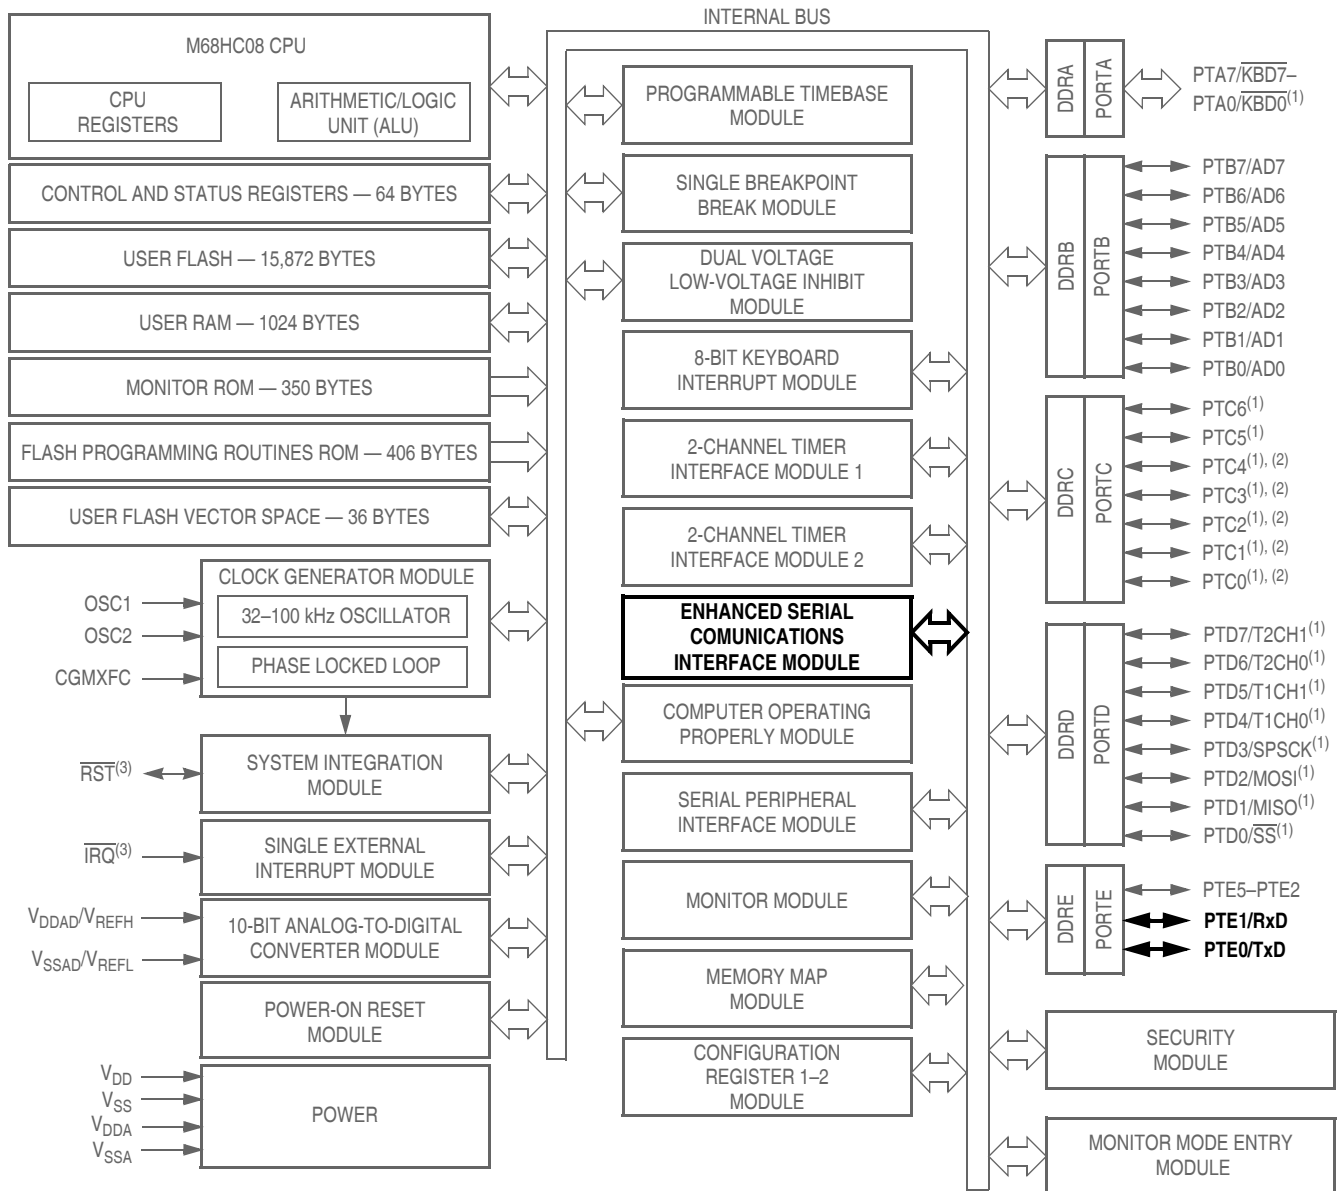 INTERNAL BUS
M68HC08 CPU
CPU
REGISTERS
ARITHMETIC/LOGIC
UNIT (ALU)
CONTROL AND STATUS REGISTERS — 64 BYTES
USER FLASH — 15,872 BYTES
USER RAM — 1024 BYTES
MONITOR ROM — 350 BYTES
FLASH PROGRAMMING ROUTINES ROM — 406 BYTES
USER FLASH VECTOR SPACE — 36 BYTES
CLOCK GENERATOR MODULE
32–100 kHz OSCILLATOR
PHASE LOCKED LOOP
OSC1
OSC2
CGMXFC
SYSTEM INTEGRATION
MODULE
RST(3)
SINGLE EXTERNAL
INTERRUPT MODULE
IRQ(3)
10-BIT ANALOG-TO-DIGITAL
CONVERTER MODULE
VDDAD/VREFH
VSSAD/VREFL
POWER-ON RESET
MODULE
POWER
VDD
VSS
VDDA
VSSA
PROGRAMMABLE TIMEBASE
MODULE
SINGLE BREAKPOINT
BREAK MODULE
DUAL VOLTAGE
LOW-VOLTAGE INHIBIT
MODULE
8-BIT KEYBOARD
INTERRUPT MODULE
2-CHANNEL TIMER
INTERFACE MODULE 1
2-CHANNEL TIMER
INTERFACE MODULE 2
ENHANCED SERIAL
COMUNICATIONS
INTERFACE MODULE
COMPUTER OPERATING
PROPERLY MODULE
SERIAL PERIPHERAL
INTERFACE MODULE
MONITOR MODULE
MEMORY MAP
MODULE
CONFIGURATION
REGISTER 1–2
MODULE
DDRA
PORTA
PTA7/KBD7–
PTA0/KBD0(1)
DDRB
PORTB
PTB7/AD7
PTB6/AD6
PTB5/AD5
PTB4/AD4
PTB3/AD3
PTB2/AD2
PTB1/AD1
PTB0/AD0
DDRC
PORTC
PTC6(1)
PTC5(1)
PTC4(1), (2)
PTC3(1), (2)
PTC2(1), (2)
PTC1(1), (2)
PTC0(1), (2)
DDRD
PORTD
PTD7/T2CH1(1)
PTD6/T2CH0(1)
PTD5/T1CH1(1)
PTD4/T1CH0(1)
PTD3/SPSCK(1)
PTD2/MOSI(1)
PTD1/MISO(1)
PTD0/SS(1)
DDRE
PORTE
PTE5–PTE2
PTE1/RxD
PTE0/TxD
SECURITY
MODULE
MONITOR MODE ENTRY
MODULE